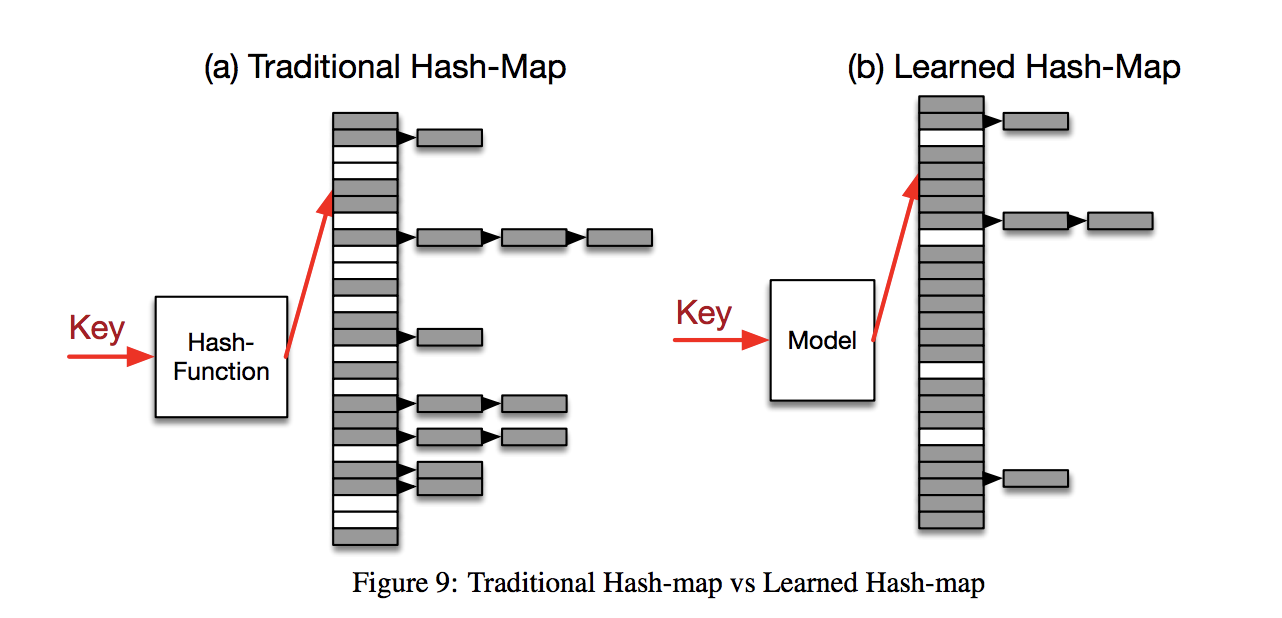 (a) Traditional Hash-Map
Key
Hash-
Function
(b) Learned Hash-Map
Key
Model
Figure 9: Traditional Hash-map vs Learned Hash-map